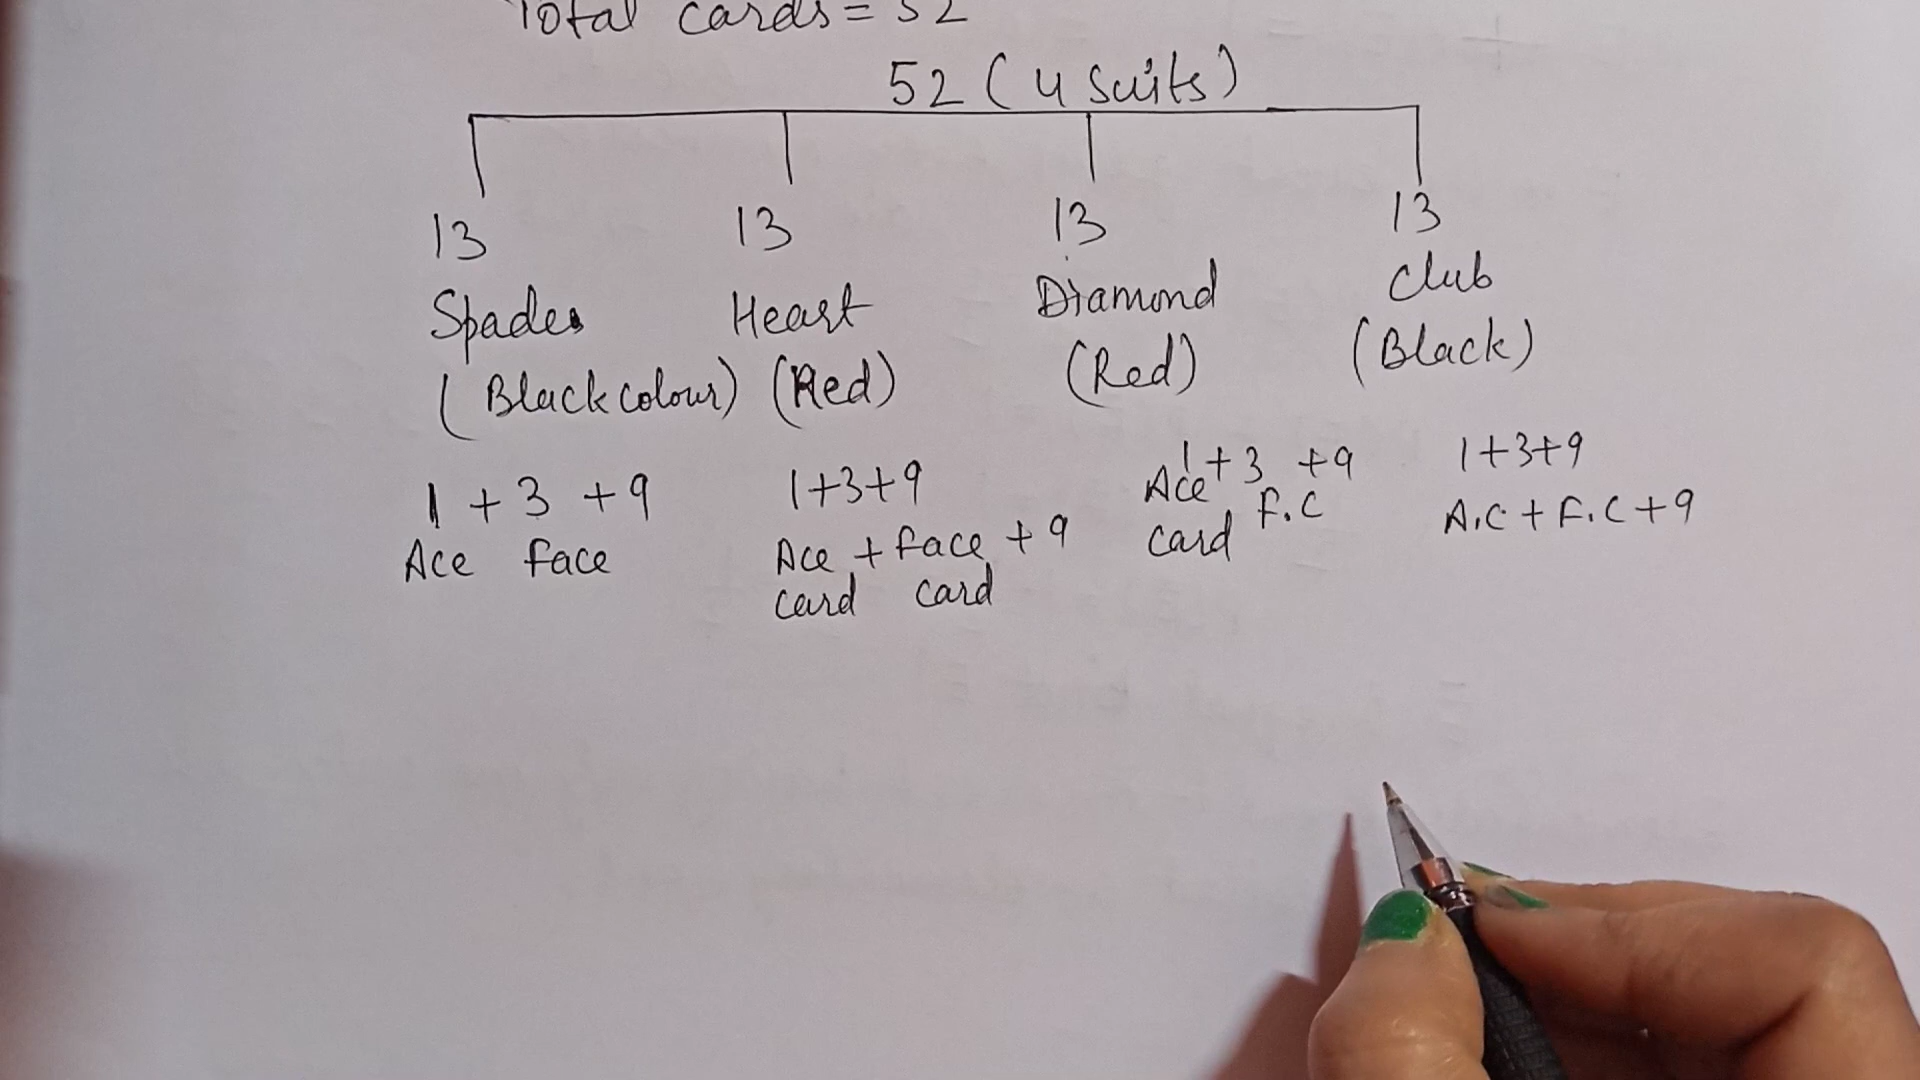 Total cards = 52
52 ( 4 Suits )
13 13 13 13
Spades Heart Diamond Club
( Black colour) (Red) (Red) (Black)
1 + 3 + 9 1+3+9 1+3 +9 1+3+9
Ace face Ace + face + 9 Ace F.C A.C + F.C + 9
card card card